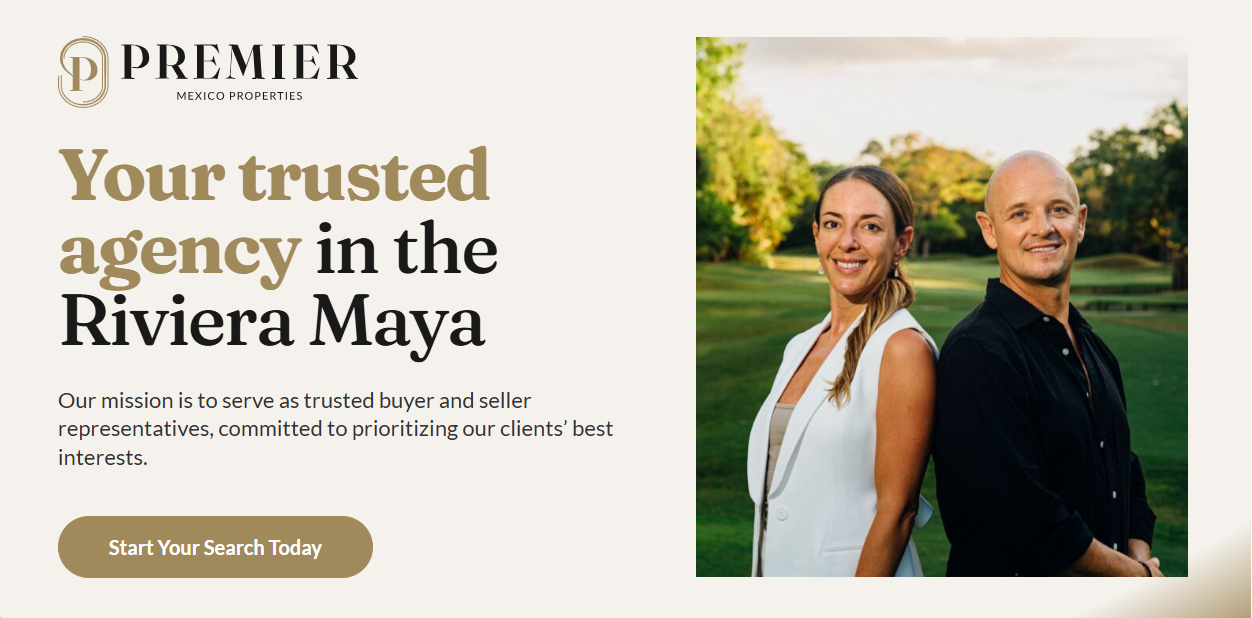 P PREMIER
MEXICO PROPERTIES
Your trusted
agency in the
Riviera Maya
Our mission is to serve as trusted buyer and seller
representatives, committed to prioritizing our clients’ best
interests.
Start Your Search Today